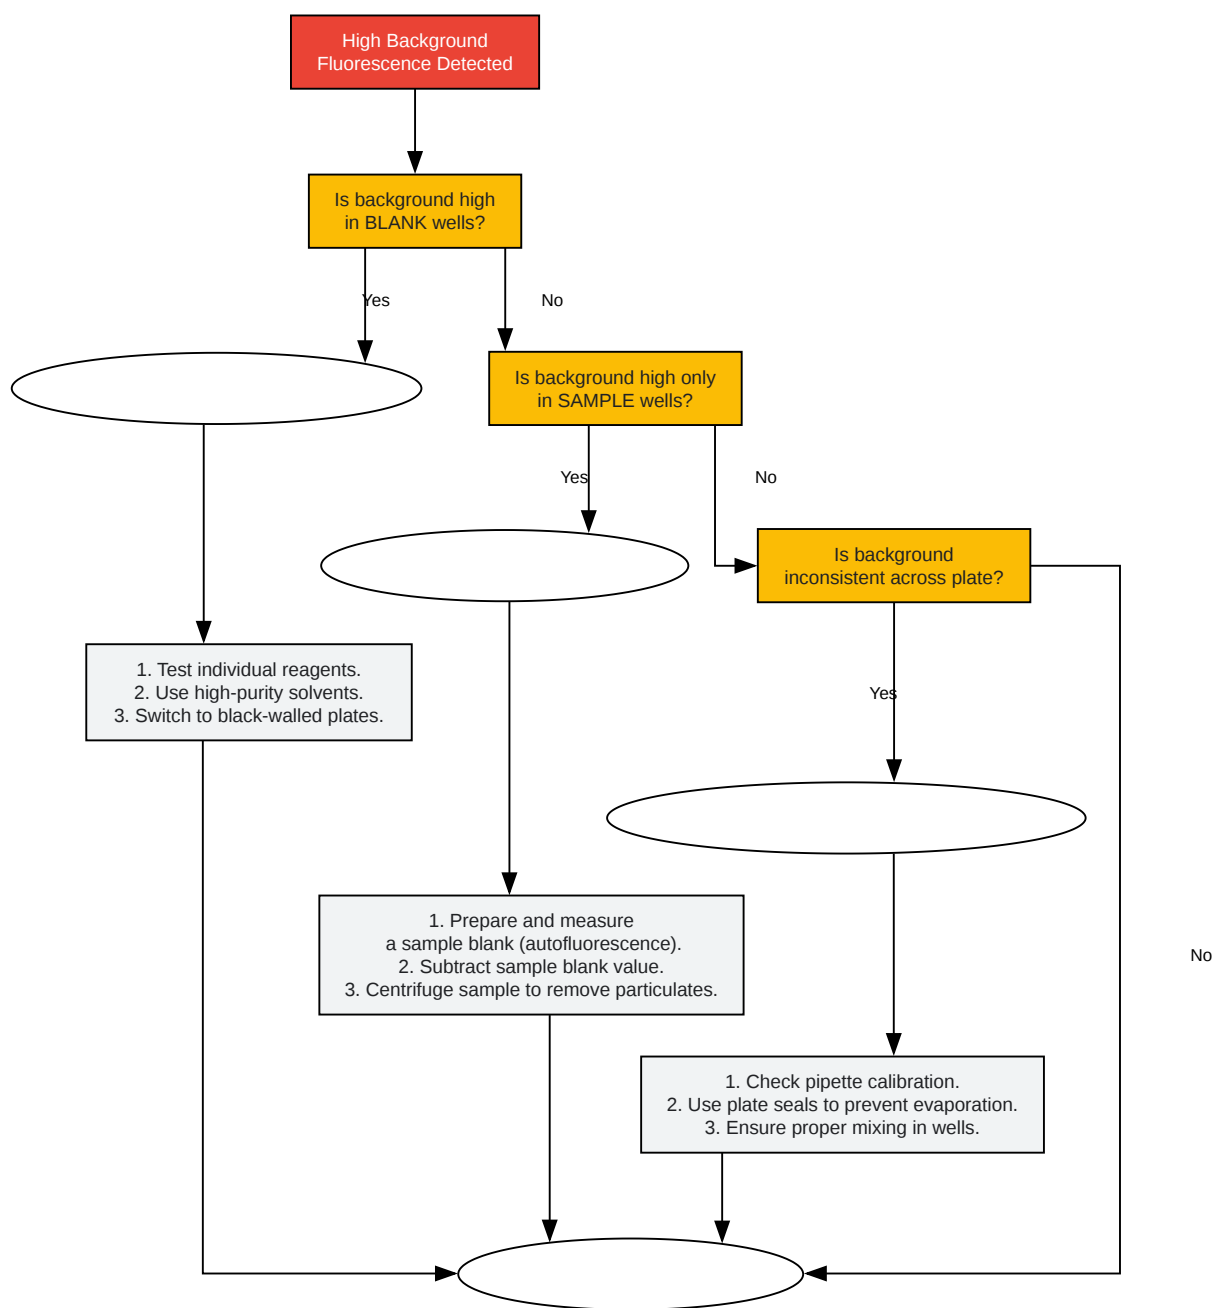 High Background
Fluorescence Detected
Is background high
in BLANK wells?
Yes
No
Is background high only
in SAMPLE wells?
Yes
No
Is background
inconsistent across plate?
1. Test individual reagents.
2. Use high-purity solvents.
3. Switch to black-walled plates.
Yes
1. Prepare and measure
a sample blank (autofluorescence).
2. Subtract sample blank value.
3. Centrifuge sample to remove particulates.
No
1. Check pipette calibration.
2. Use plate seals to prevent evaporation.
3. Ensure proper mixing in wells.